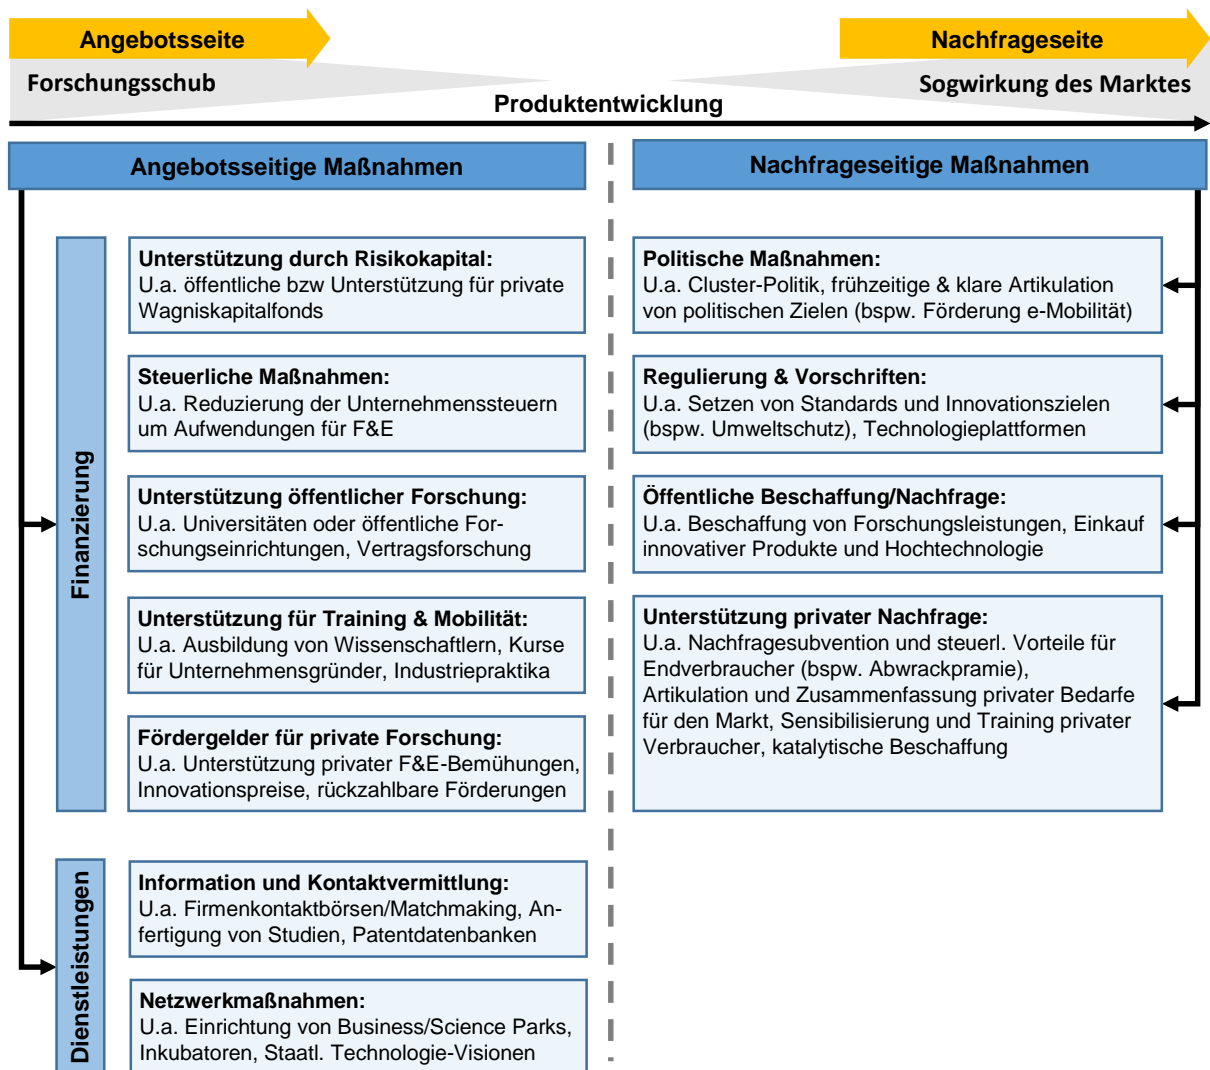 Angebotsseite
Nachfrageseite
Forschungsschub
Sogwirkung des Marktes
Produktentwicklung
Angebotsseitige Maßnahmen
Nachfrageseitige Maßnahmen
Finanzierung
Unterstützung durch Risikokapital:
U.a. öffentliche bzw Unterstützung für private
Wagniskapitalfonds
Steuerliche Maßnahmen:
U.a. Reduzierung der Unternehmenssteuern
um Aufwendungen für F&E
Unterstützung öffentlicher Forschung:
U.a. Universitäten oder öffentliche For-
schungseinrichtungen, Vertragsforschung
Unterstützung für Training & Mobilität:
U.a. Ausbildung von Wissenschaftlern, Kurse
für Unternehmensgründer, Industriepraktika
Fördergelder für private Forschung:
U.a. Unterstützung privater F&E-Bemühungen,
Innovationspreise, rückzahlbare Förderungen
Dienstleistungen
Information und Kontaktvermittlung:
U.a. Firmenkontaktbörsen/Matchmaking, An-
fertigung von Studien, Patentdatenbanken
Netzwerkmaßnahmen:
U.a. Einrichtung von Business/Science Parks,
Inkubatoren, Staatl. Technologie-Visionen
Politische Maßnahmen:
U.a. Cluster-Politik, frühzeitige & klare Artikulation
von politischen Zielen (bspw. Förderung e-Mobilität)
Regulierung & Vorschriften:
U.a. Setzen von Standards und Innovationszielen
(bspw. Umweltschutz), Technologieplattformen
Öffentliche Beschaffung/Nachfrage:
U.a. Beschaffung von Forschungsleistungen, Einkauf
innovativer Produkte und Hochtechnologie
Unterstützung privater Nachfrage:
U.a. Nachfragesubvention und steuerl. Vorteile für
Endverbraucher (bspw. Abwrackpramie),
Artikulation und Zusammenfassung privater Bedarfe
für den Markt, Sensibilisierung und Training privater
Verbraucher, katalytische Beschaffung